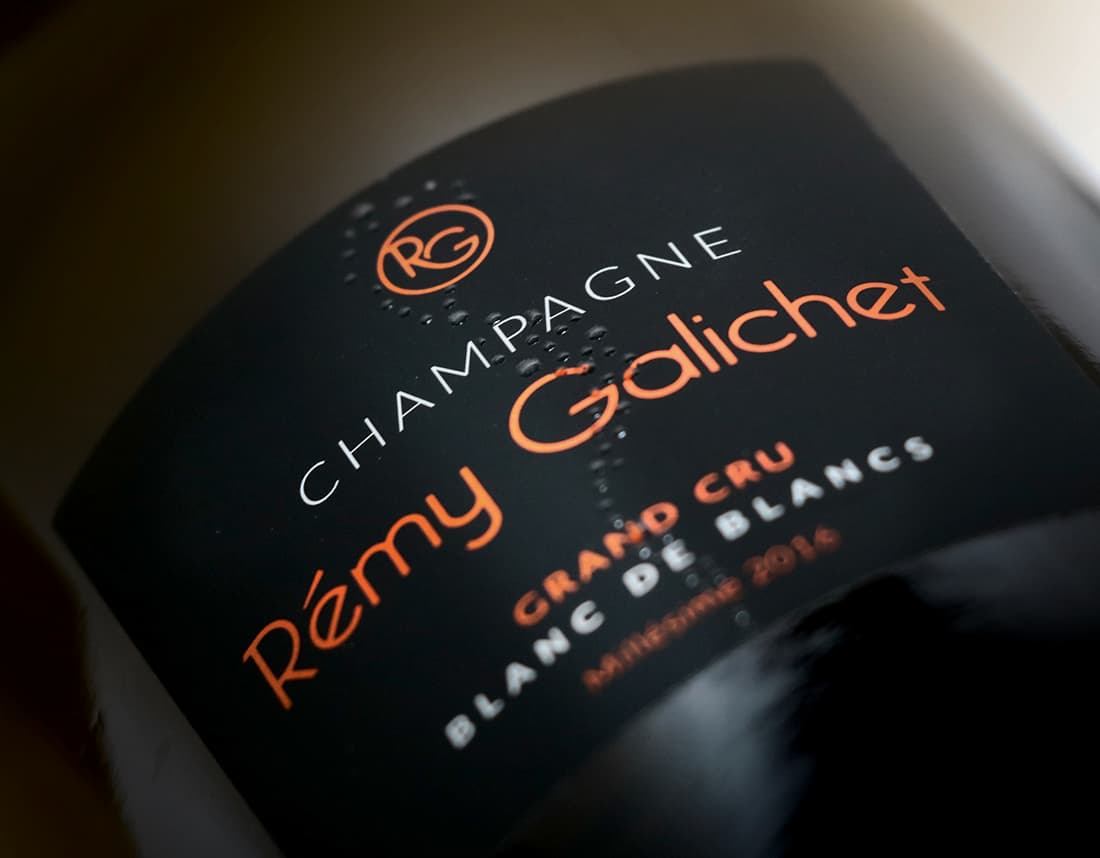 RG
CHAMPAGNE
Rémy Galichet
GRAND CRU
BLANC DE BLANCS
Millésime 2016